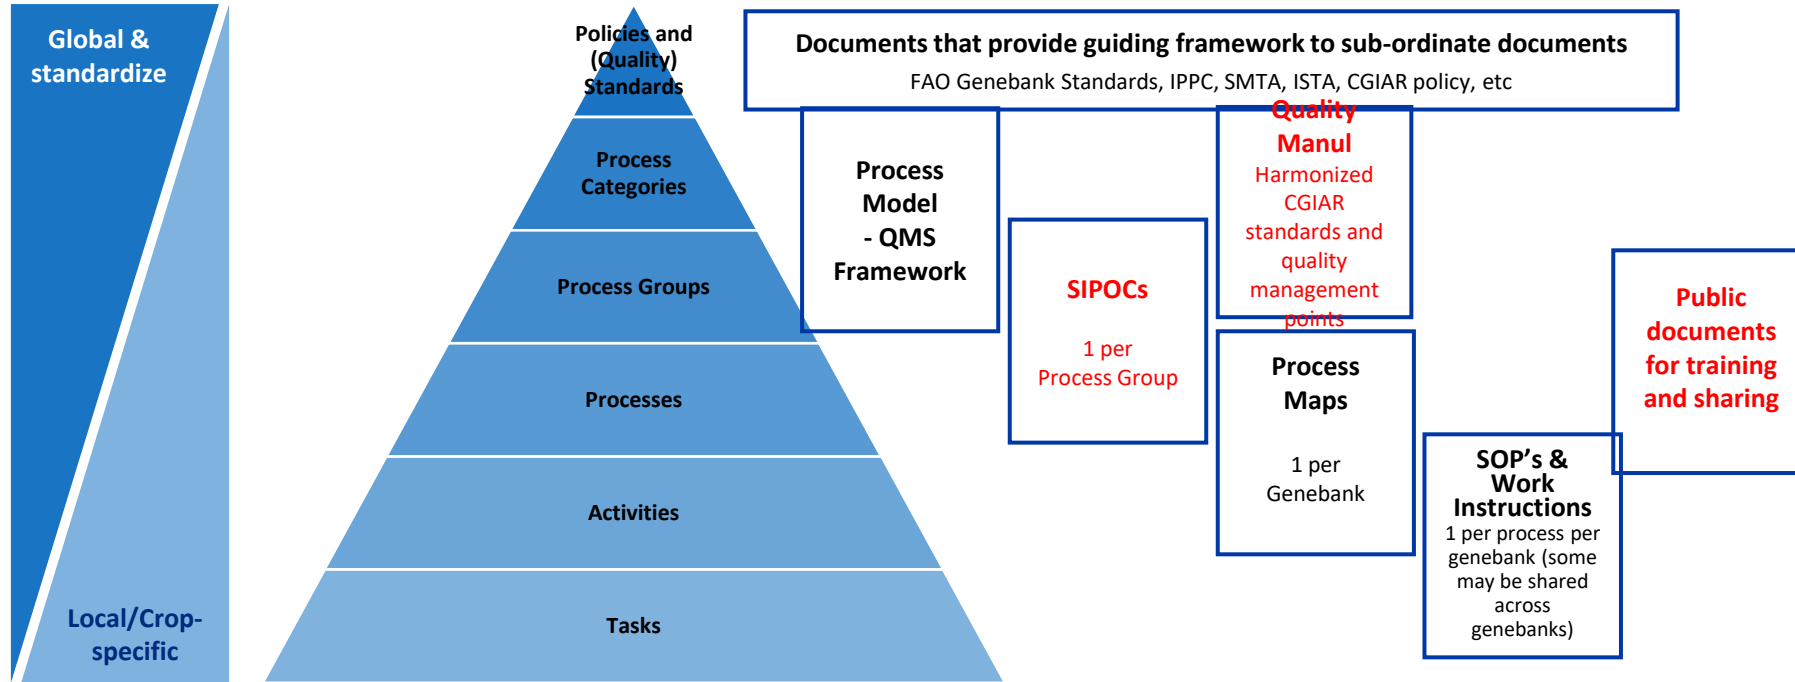 Global &
standardize
Local/Crop-
specific
Policies and
(Quality)
Standards
Process
Categories
Process Groups
Processes
Activities
Tasks
Documents that provide guiding framework to sub-ordinate documents
FAO Genebank Standards, IPPC, SMTA, ISTA, CGIAR policy, etc
Process
Model
- QMS
Framework
SIPOCs
1 per
Process Group
Quality
Manul
Harmonized
CGIAR
standards and
quality
management
points
Process
Maps
1 per
Genebank
SOP's &
Work
Instructions
1 per process per
genebank (some
may be shared
across
genebanks)
Public
documents
for training
and sharing